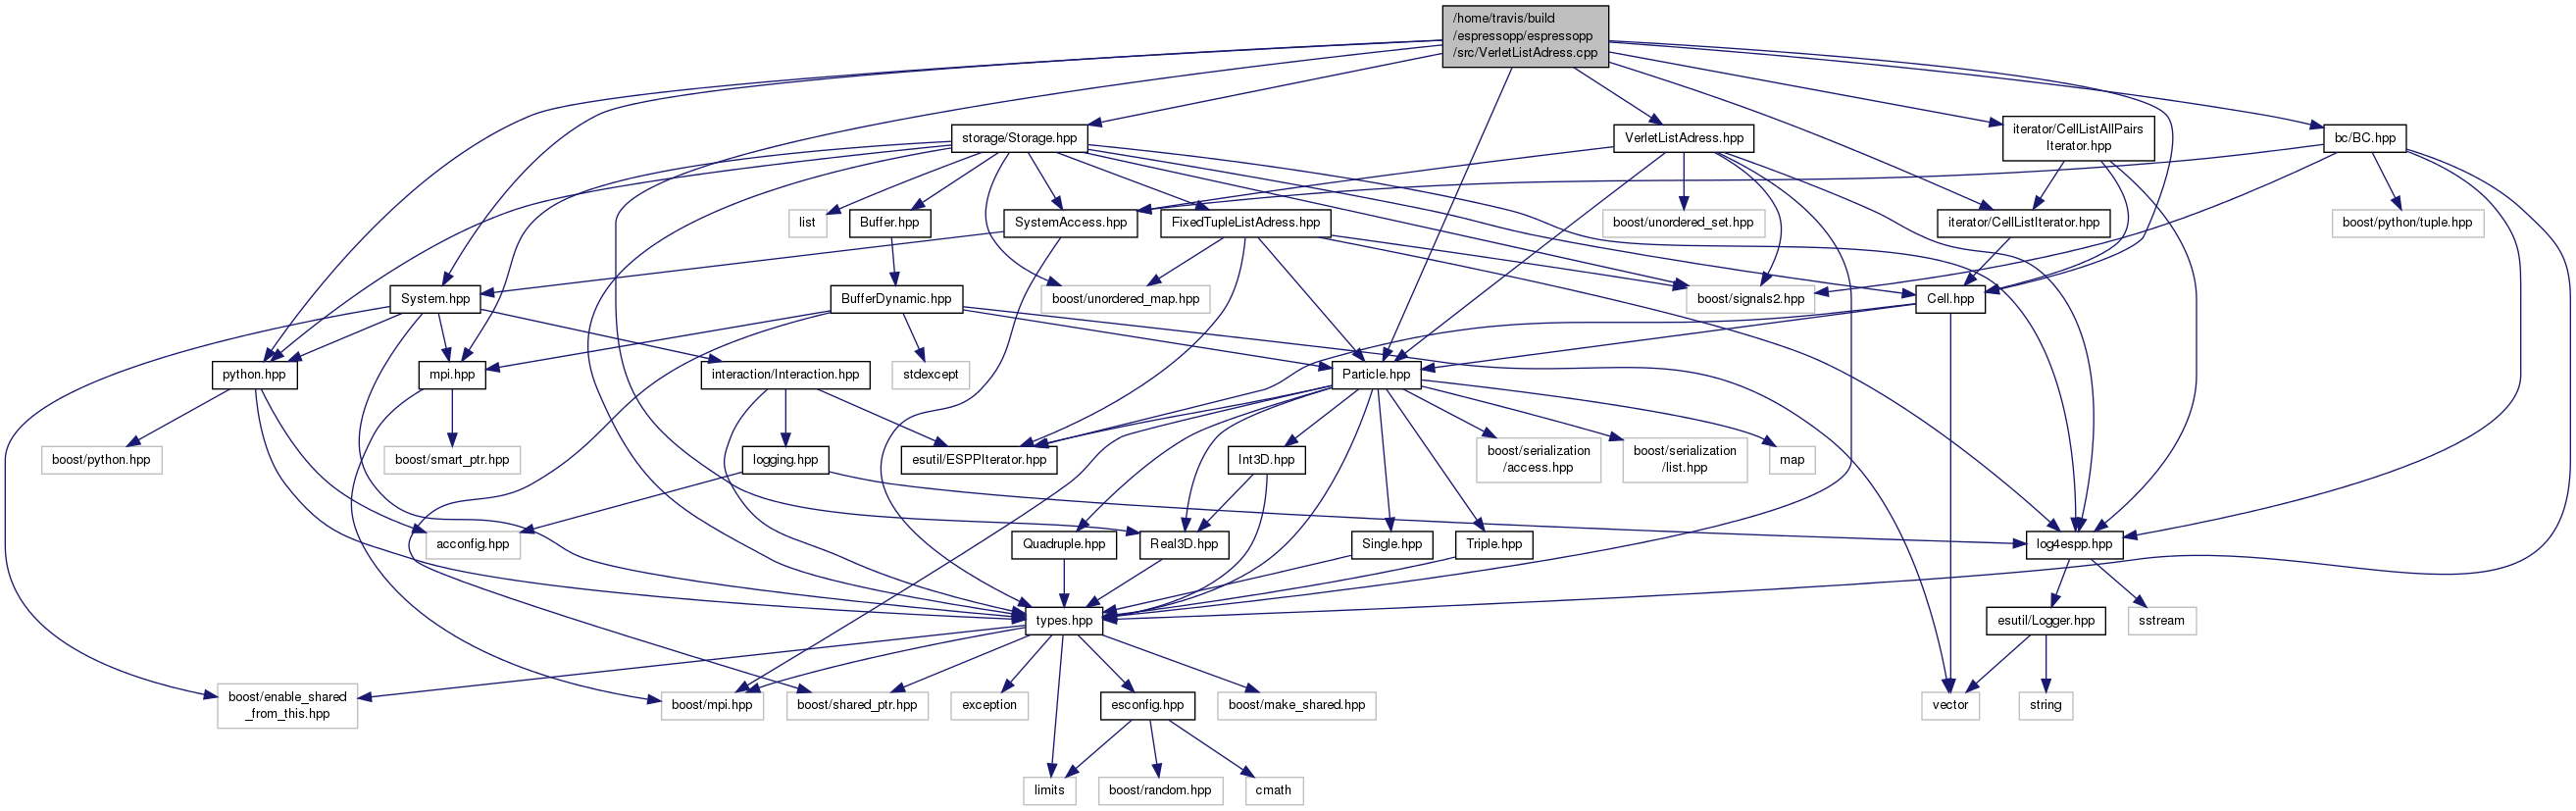 /home/travis/build
/espressopp/espressopp
/src/VerletListAdress.cpp
storage/Storage.hpp
VerletListAdress.hpp
iterator/CellListAllPairs
Iterator.hpp
bc/BC.hpp
list
Buffer.hpp
SystemAccess.hpp
FixedTupleListAdress.hpp
boost/unordered_set.hpp
iterator/CellListIterator.hpp
boost/python/tuple.hpp
System.hpp
BufferDynamic.hpp
boost/unordered_map.hpp
boost/signals2.hpp
Cell.hpp
python.hpp
mpi.hpp
interaction/Interaction.hpp
stdexcept
Particle.hpp
boost/python.hpp
boost/smart_ptr.hpp
logging.hpp
esutil/ESPPIterator.hpp
Int3D.hpp
boost/serialization
/access.hpp
boost/serialization
/list.hpp
map
acconfig.hpp
Quadruple.hpp
Real3D.hpp
Single.hpp
Triple.hpp
log4espp.hpp
types.hpp
esutil/Logger.hpp
sstream
boost/enable_shared
_from_this.hpp
boost/mpi.hpp
boost/shared_ptr.hpp
exception
esconfig.hpp
boost/make_shared.hpp
vector
string
limits
boost/random.hpp
cmath